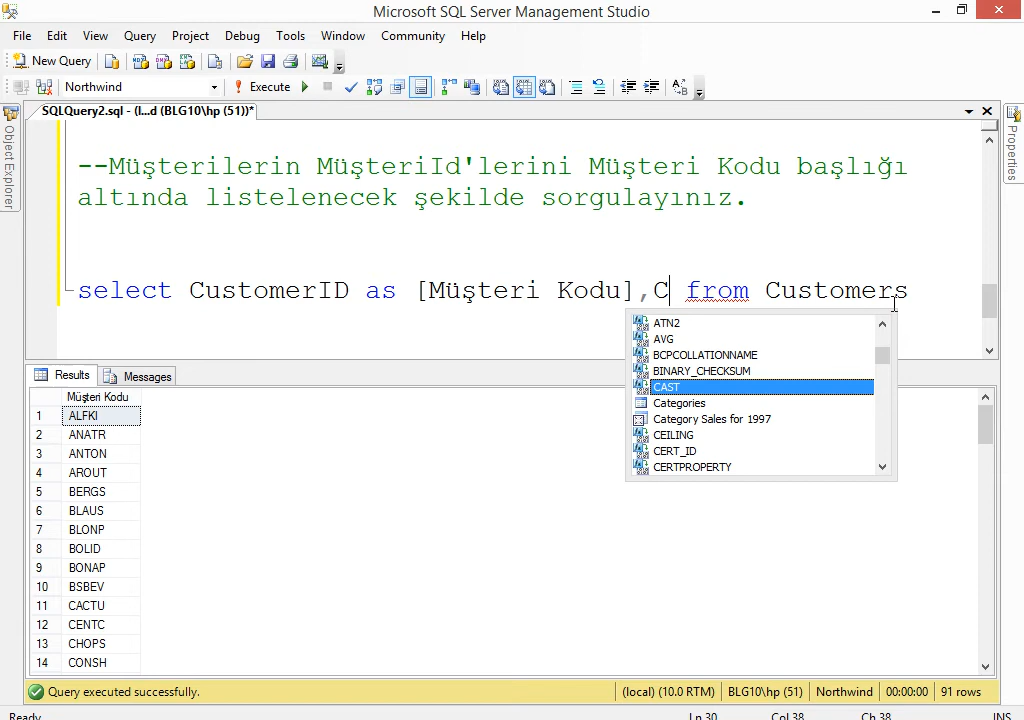 Microsoft SQL Server Management Studio
File Edit View Query Project Debug Tools Window Community Help
New Query
Northwind Execute
SQLQuery2.sql - (l...d (BLG10\hp (51))*
Object Explorer
Properties
--Müşterilerin MüşteriId'lerini Müşteri Kodu başlığı
altında listelenecek şekilde sorgulayınız.
select CustomerID as [Müşteri Kodu],C from Customers
ATN2
AVG
BCPCOLLATIONNAME
BINARY_CHECKSUM
CAST
Categories
Category Sales for 1997
CEILING
CERT_ID
CERTPROPERTY
Results Messages
Müşteri Kodu
1 ALFKI
2 ANATR
3 ANTON
4 AROUT
5 BERGS
6 BLAUS
7 BLONP
8 BOLID
9 BONAP
10 BSBEV
11 CACTU
12 CENTC
13 CHOPS
14 CONSH
Query executed successfully. (local) (10.0 RTM) BLG10\hp (51) Northwind 00:00:00 91 rows
Ready Ln 30 Col 38 Ch 38 INS